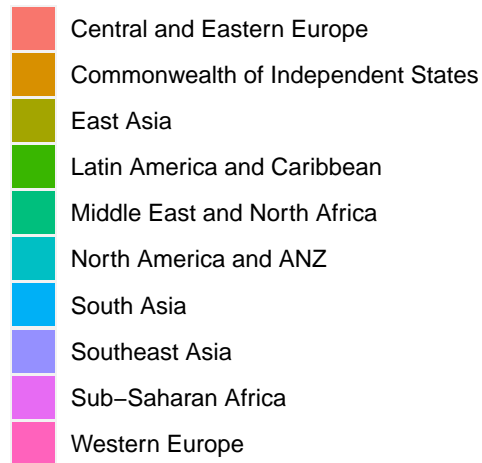 Central and Eastern Europe
Commonwealth of Independent States
East Asia
Latin America and Caribbean
Middle East and North Africa
North America and ANZ
South Asia
Southeast Asia
Sub−Saharan Africa
Western Europe